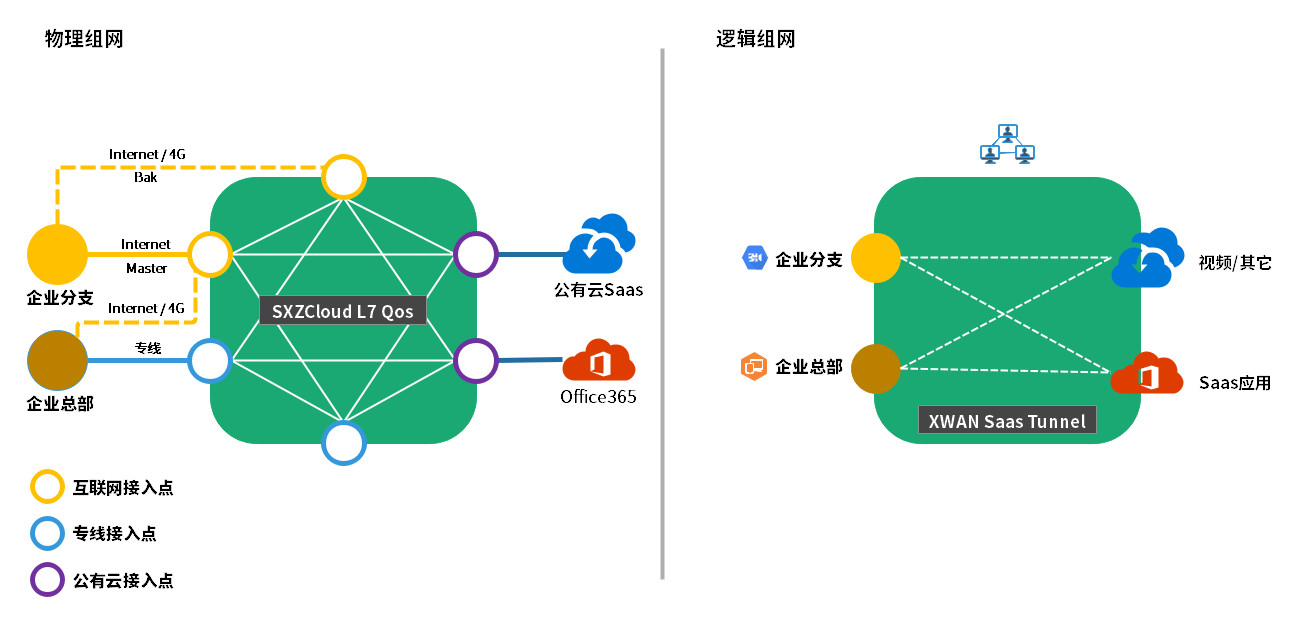 物理组网
逻辑组网
Internet / 4G
Bak
Internet
Master
企业分支
Internet / 4G
专线
企业总部
SXZCloud L7 Qos
公有云Saas
Office365
互联网接入点
专线接入点
公有云接入点
企业分支
企业总部
视频/其它
Saas应用
XWAN Saas Tunnel